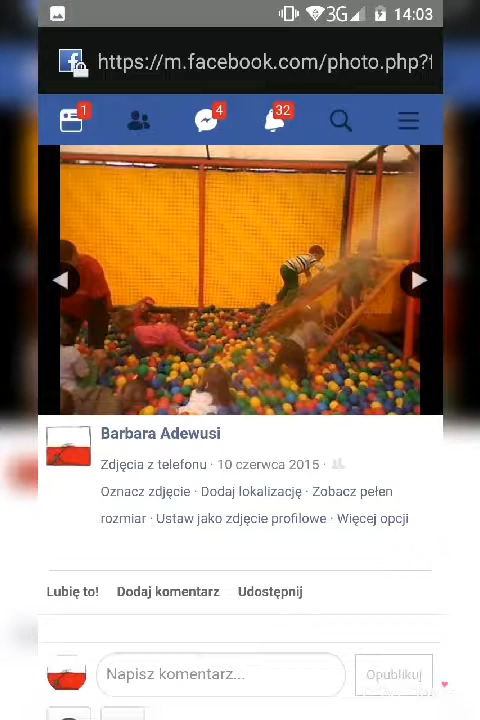 3G 14:03
https://m.facebook.com/photo.php?f
1 4 32
Barbara Adewusi
Zdjęcia z telefonu · 10 czerwca 2015 ·
Oznacz zdjęcie · Dodaj lokalizację · Zobacz pełen
rozmiar · Ustaw jako zdjęcie profilowe · Więcej opcji
Lubię to! Dodaj komentarz Udostępnij
Napisz komentarz... Opublikuj